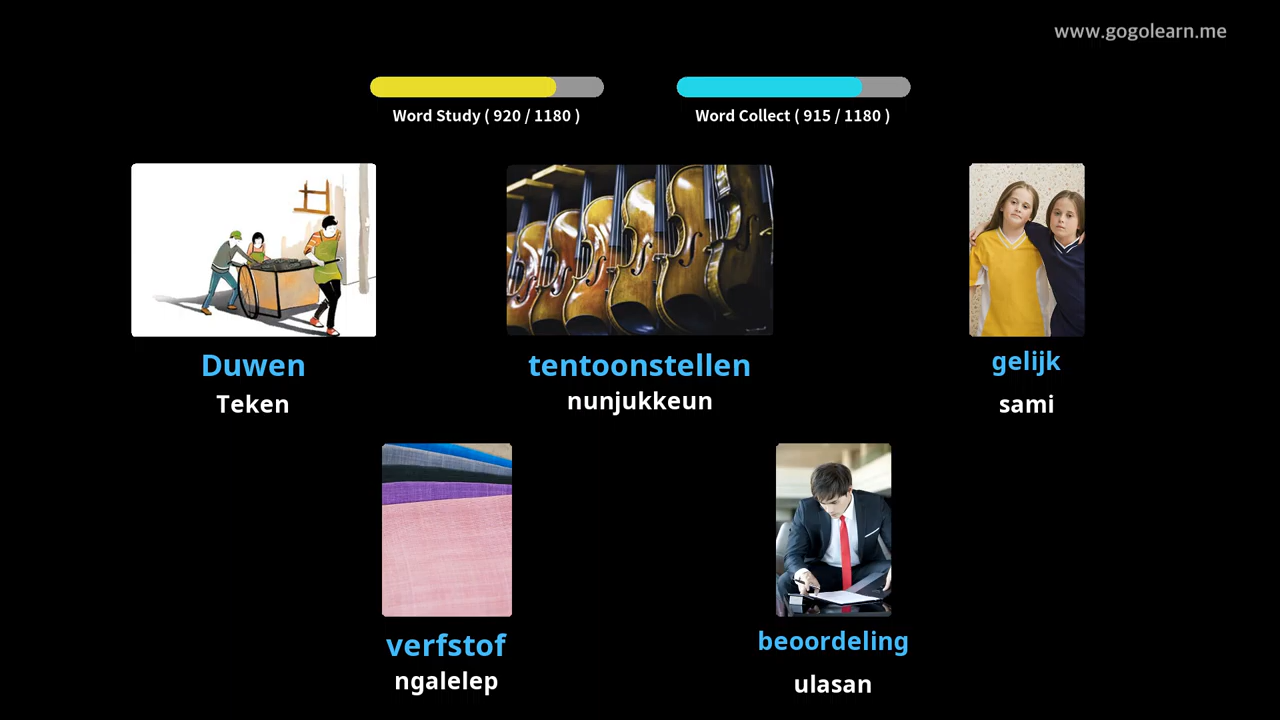 www.gogolearn.me
Word Study ( 920 / 1180 )
Word Collect ( 915 / 1180 )
Duwen
Teken
tentoonstellen
nunjukkeun
gelijk
sami
verfstof
ngalelep
beoordeling
ulasan